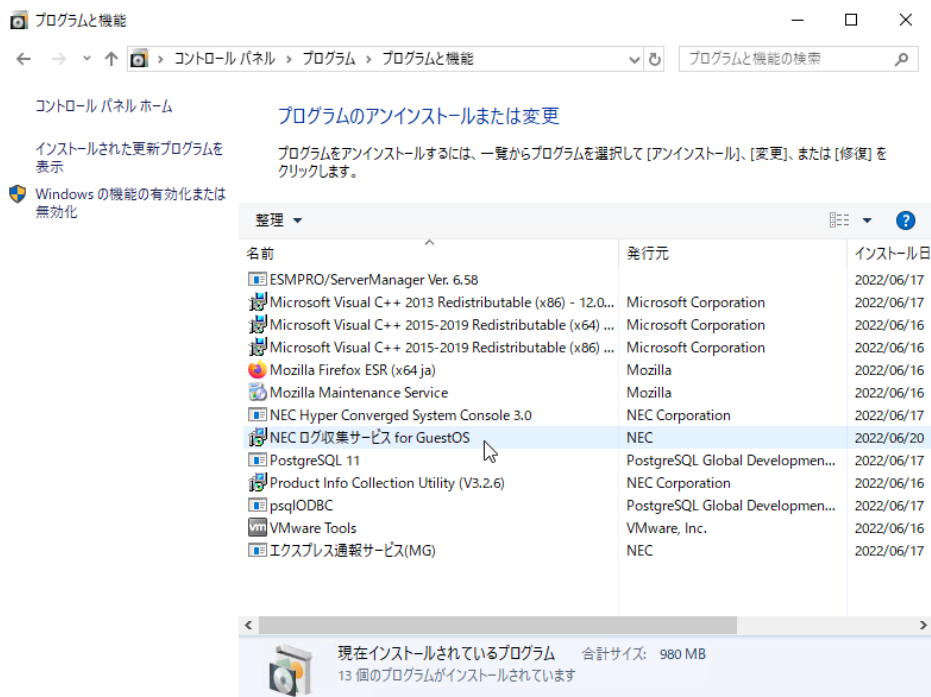 プログラムと機能
コントロール パネル › プログラム › プログラムと機能
プログラムと機能の検索
コントロール パネル ホーム
インストールされた更新プログラムを
表示
Windows の機能の有効化または
無効化
プログラムのアンインストールまたは変更
プログラムをアンインストールするには、一覧からプログラムを選択して [アンインストール]、[変更]、または [修復] を
クリックします。
整理
名前 発行元 インストール日
ESMPRO/ServerManager Ver. 6.58 2022/06/17
Microsoft Visual C++ 2013 Redistributable (x86) - 12.0... Microsoft Corporation 2022/06/17
Microsoft Visual C++ 2015-2019 Redistributable (x64) ... Microsoft Corporation 2022/06/16
Microsoft Visual C++ 2015-2019 Redistributable (x86) ... Microsoft Corporation 2022/06/16
Mozilla Firefox ESR (x64 ja) Mozilla 2022/06/16
Mozilla Maintenance Service Mozilla 2022/06/16
NEC Hyper Converged System Console 3.0 NEC Corporation 2022/06/17
NEC ログ収集サービス for GuestOS NEC 2022/06/20
PostgreSQL 11 PostgreSQL Global Developmen... 2022/06/17
Product Info Collection Utility (V3.2.6) NEC Corporation 2022/06/16
psqlODBC PostgreSQL Global Developmen... 2022/06/17
vm VMware Tools VMware, Inc. 2022/06/16
エクスプレス通報サービス(MG) NEC 2022/06/17
現在インストールされているプログラム 合計サイズ: 980 MB
13 個のプログラムがインストールされています